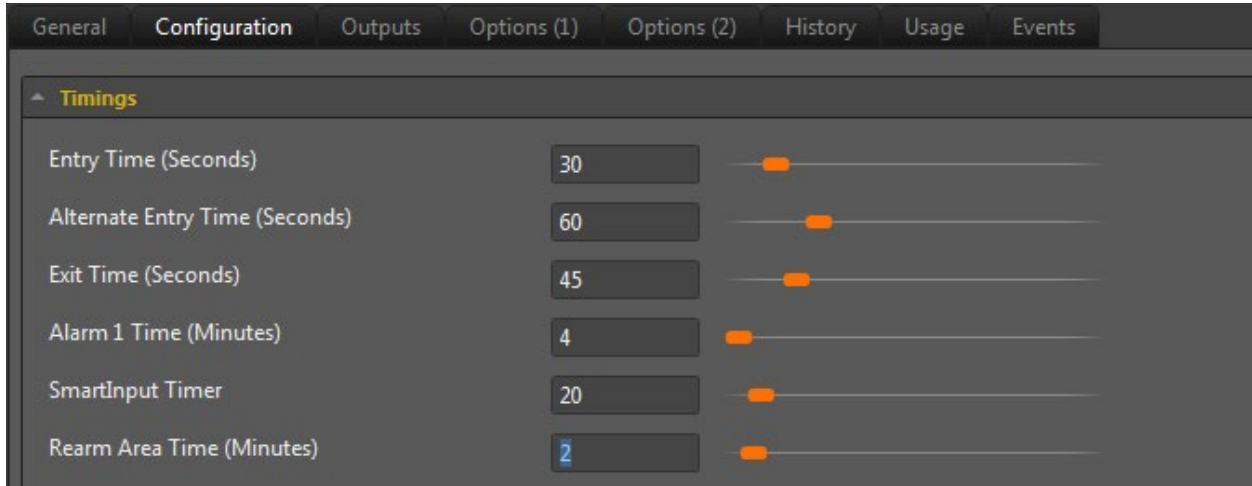 General Configuration Outputs Options (1) Options (2) History Usage Events
Timings
Entry Time (Seconds) 30
Alternate Entry Time (Seconds) 60
Exit Time (Seconds) 45
Alarm 1 Time (Minutes) 4
SmartInput Timer 20
Rearm Area Time (Minutes) 2